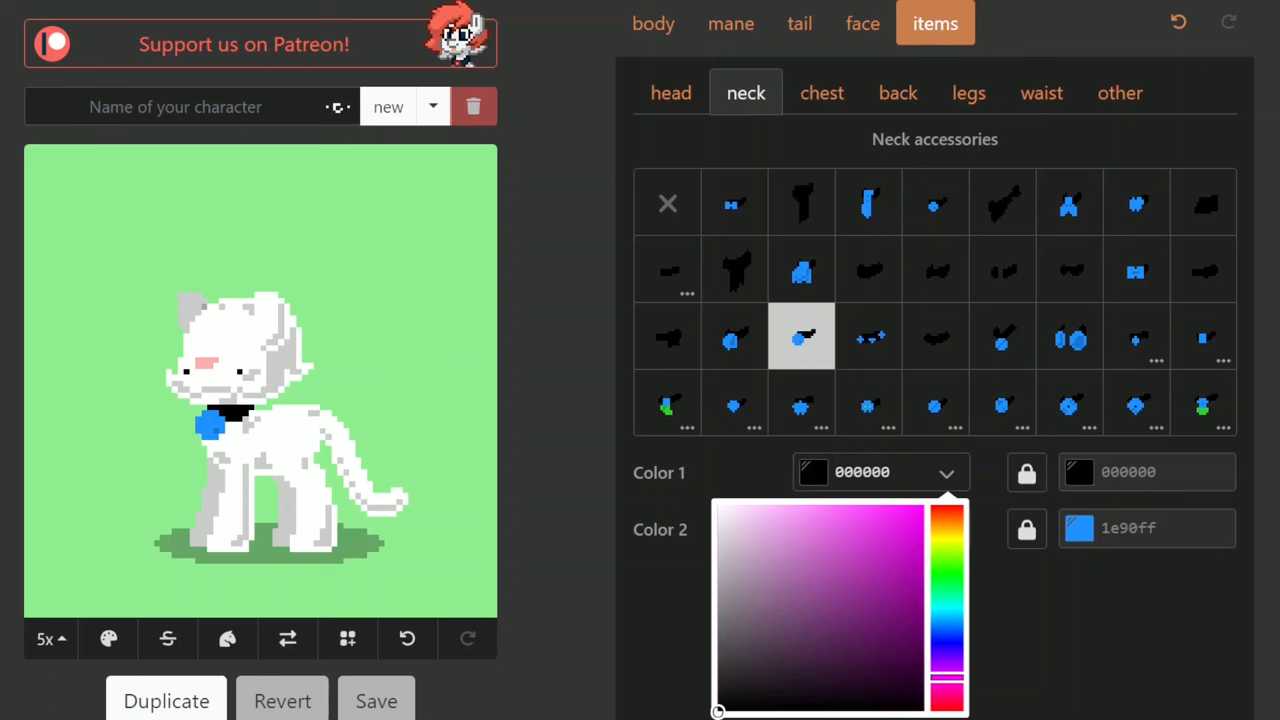 Support us on Patreon!
Name of your character
new
5x
Duplicate
Revert
Save
body
mane
tail
face
items
head
neck
chest
back
legs
waist
other
Neck accessories
Color 1
000000
000000
Color 2
1e90ff